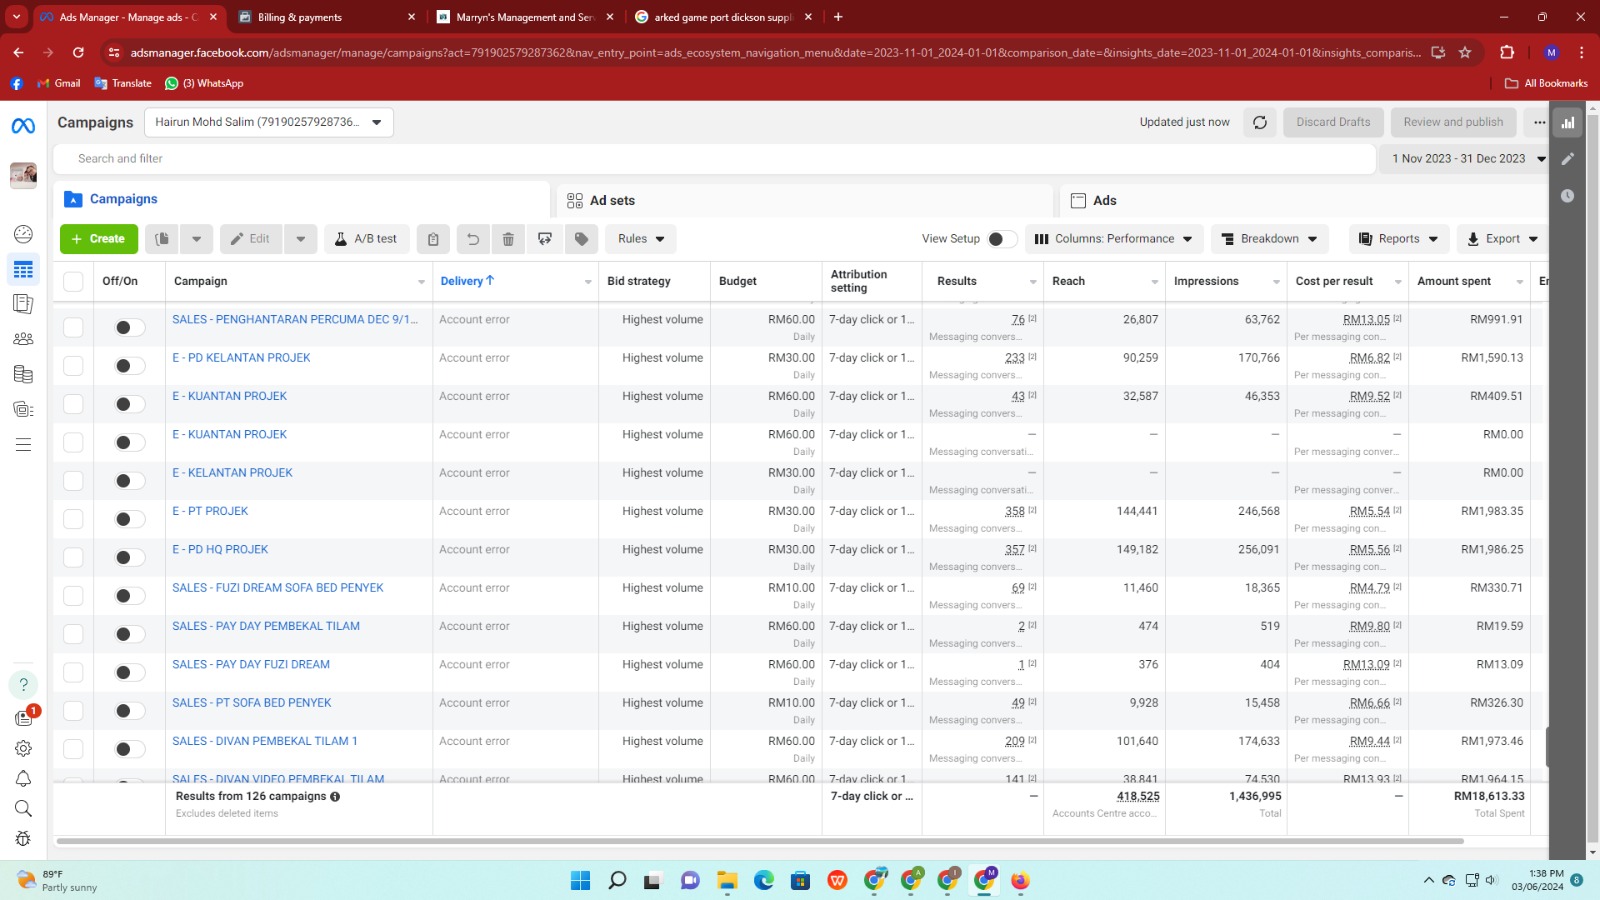 Ads Manager - Manage ads - C
Billing & payments
Marryn's Management and Ser
arked game port dickson suppli
adsmanager.facebook.com/adsmanager/manage/campaigns?act=791902579287362&nav_entry_point=ads_ecosystem_navigation_menu&date=2023-11-01_2024-01-01&comparison_date=&insights_date=2023-11-01_2024-01-01&insights_comparis...
M
Gmail
Translate
(3) WhatsApp
All Bookmarks
Campaigns
Hairun Mohd Salim (79190257928736...
Updated just now
Discard Drafts
Review and publish
Search and filter
1 Nov 2023 - 31 Dec 2023
Campaigns
Ad sets
Ads
+ Create
Edit
A/B test
Rules
View Setup
Columns: Performance
Breakdown
Reports
Export
Off/On Campaign Delivery ↑ Bid strategy Budget Attribution setting Results Reach Impressions Cost per result Amount spent
SALES - PENGHANTARAN PERCUMA DEC 9/1... Account error Highest volume RM60.00 7-day click or 1... 76 [2] 26,807 63,762 RM13.05 [2] RM991.91
Daily Messaging convers... Per messaging con...
E - PD KELANTAN PROJEK Account error Highest volume RM30.00 7-day click or 1... 233 [2] 90,259 170,766 RM6.82 [2] RM1,590.13
Daily Messaging convers... Per messaging con...
E - KUANTAN PROJEK Account error Highest volume RM60.00 7-day click or 1... 43 [2] 32,587 46,353 RM9.52 [2] RM409.51
Daily Messaging convers... Per messaging con...
E - KUANTAN PROJEK Account error Highest volume RM60.00 7-day click or 1... — — — — RM0.00
Daily Messaging conversati... Per messaging conver...
E - KELANTAN PROJEK Account error Highest volume RM30.00 7-day click or 1... — — — — RM0.00
Daily Messaging conversati... Per messaging conver...
E - PT PROJEK Account error Highest volume RM30.00 7-day click or 1... 358 [2] 144,441 246,568 RM5.54 [2] RM1,983.35
Daily Messaging convers... Per messaging con...
E - PD HQ PROJEK Account error Highest volume RM30.00 7-day click or 1... 357 [2] 149,182 256,091 RM5.56 [2] RM1,986.25
Daily Messaging convers... Per messaging con...
SALES - FUZI DREAM SOFA BED PENYEK Account error Highest volume RM10.00 7-day click or 1... 69 [2] 11,460 18,365 RM4.79 [2] RM330.71
Daily Messaging convers... Per messaging con...
SALES - PAY DAY PEMBEKAL TILAM Account error Highest volume RM60.00 7-day click or 1... 2 [2] 474 519 RM9.80 [2] RM19.59
Daily Messaging convers... Per messaging con...
SALES - PAY DAY FUZI DREAM Account error Highest volume RM60.00 7-day click or 1... 1 [2] 376 404 RM13.09 [2] RM13.09
Daily Messaging convers... Per messaging con...
SALES - PT SOFA BED PENYEK Account error Highest volume RM10.00 7-day click or 1... 49 [2] 9,928 15,458 RM6.66 [2] RM326.30
Daily Messaging convers... Per messaging con...
SALES - DIVAN PEMBEKAL TILAM 1 Account error Highest volume RM60.00 7-day click or 1... 209 [2] 101,640 174,633 RM9.44 [2] RM1,973.46
Daily Messaging convers... Per messaging con...
SALES - DIVAN VIDEO PEMBEKAL TILAM Account error Highest volume RM60.00 7-day click or 1... 141 [2] 38,841 74,530 RM13.93 [2] RM1,964.15
Results from 126 campaigns 7-day click or ... — 418,525 1,436,995 — RM18,613.33
Excludes deleted items Accounts Centre acco... Total Total Spent
1
89°F
Partly sunny
1:38 PM
03/06/2024
8